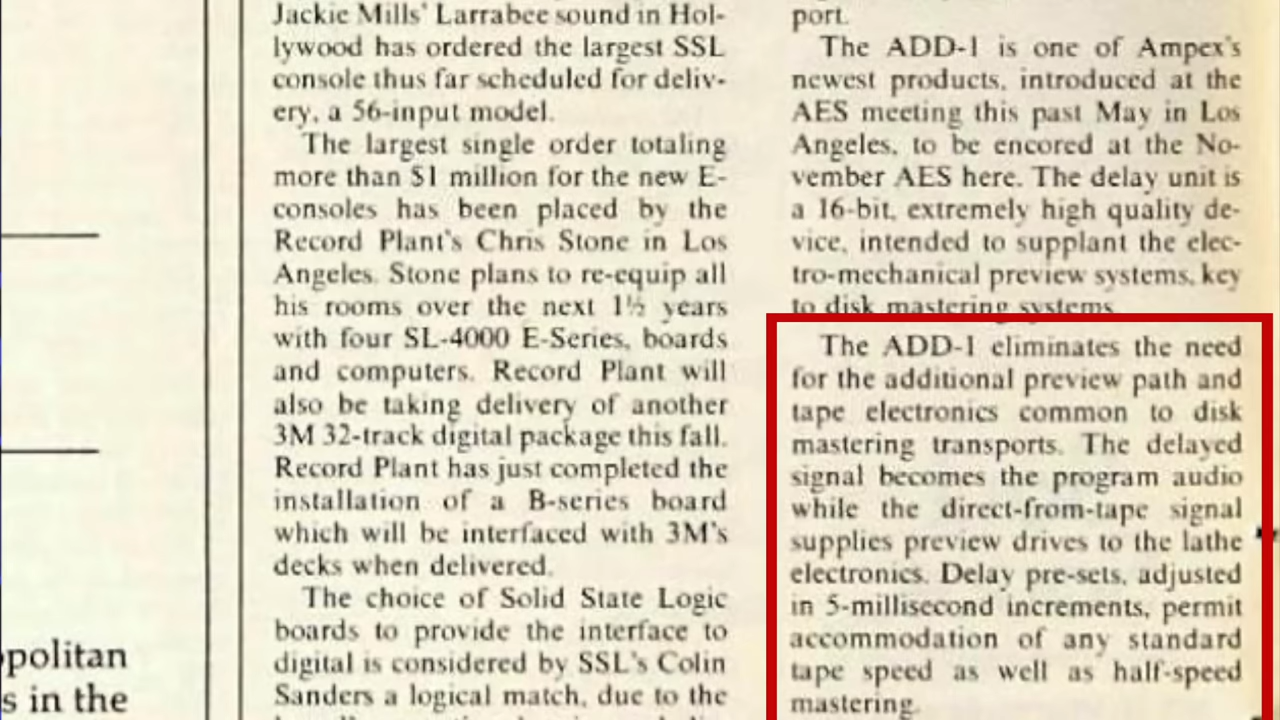 opolitan
s in the
Jackie Mills' Larrabee sound in Hol-
lywood has ordered the largest SSL
console thus far scheduled for deliv-
ery, a 56-input model.
The largest single order totaling
more than $1 million for the new E-
consoles has been placed by the
Record Plant's Chris Stone in Los
Angeles. Stone plans to re-equip all
his rooms over the next 1½ years
with four SL-4000 E-Series, boards
and computers. Record Plant will
also be taking delivery of another
3M 32-track digital package this fall.
Record Plant has just completed the
installation of a B-series board
which will be interfaced with 3M's
decks when delivered.
The choice of Solid State Logic
boards to provide the interface to
digital is considered by SSL's Colin
Sanders a logical match, due to the
port.
The ADD-1 is one of Ampex's
newest products, introduced at the
AES meeting this past May in Los
Angeles, to be encored at the No-
vember AES here. The delay unit is
a 16-bit, extremely high quality de-
vice, intended to supplant the elec-
tro-mechanical preview systems, key
to disk mastering systems.
The ADD-1 eliminates the need
for the additional preview path and
tape electronics common to disk
mastering transports. The delayed
signal becomes the program audio
while the direct-from-tape signal
supplies preview drives to the lathe
electronics. Delay pre-sets, adjusted
in 5-millisecond increments, permit
accommodation of any standard
tape speed as well as half-speed
mastering.